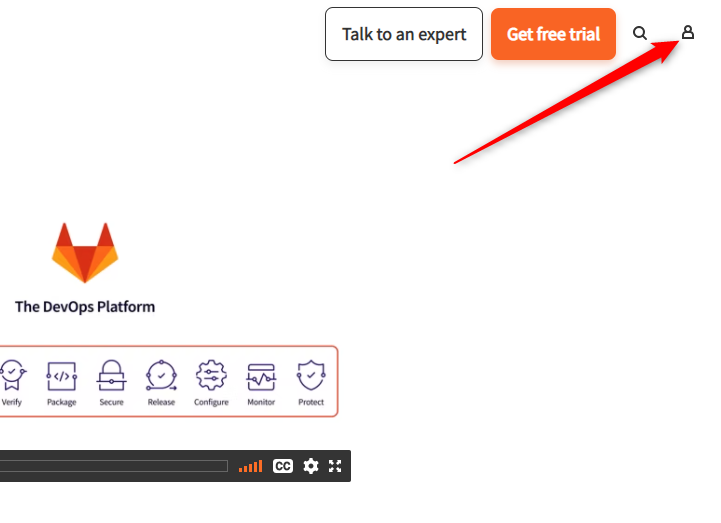 Talk to an expert
Get free trial
The DevOps Platform
Verify
Package
Secure
Release
Configure
Monitor
Protect
CC